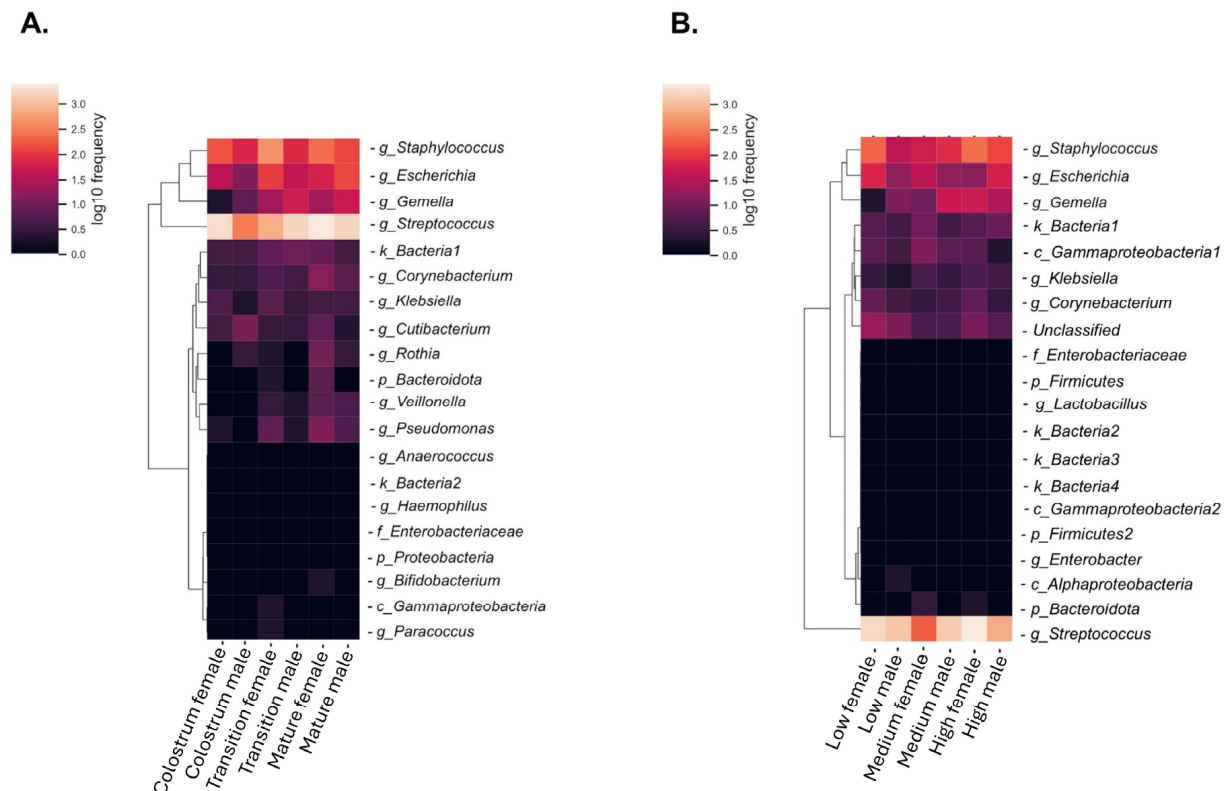 A.
3.0
2.5
2.0
1.5
1.0
0.5
0.0
log10 frequency
- g_Staphylococcus
- g_Escherichia
- g_Gemella
- g_Streptococcus
- k_Bacteria1
- g_Corynebacterium
- g_Klebsiella
- g_Cutibacterium
- g_Rothia
- p_Bacteroidota
- g_Veillonella
- g_Pseudomonas
- g_Anaerococcus
- k_Bacteria2
- g_Haemophilus
- f_Enterobacteriaceae
- p_Proteobacteria
- g_Bifidobacterium
- c_Gammaproteobacteria
- g_Paracoccus
Colostrum female -
Colostrum male -
Transition female -
Transition male -
Mature female -
Mature male -
B.
3.0
2.5
2.0
1.5
1.0
0.5
0.0
log10 frequency
- g_Staphylococcus
- g_Escherichia
- g_Gemella
- k_Bacteria1
- c_Gammaproteobacteria1
- g_Klebsiella
- g_Corynebacterium
- Unclassified
- f_Enterobacteriaceae
- p_Firmicutes
- g_Lactobacillus
- k_Bacteria2
- k_Bacteria3
- k_Bacteria4
- c_Gammaproteobacteria2
- p_Firmicutes2
- g_Enterobacter
- c_Alphaproteobacteria
- p_Bacteroidota
- g_Streptococcus
Low female -
Low male -
Medium female -
Medium male -
High female -
High male -